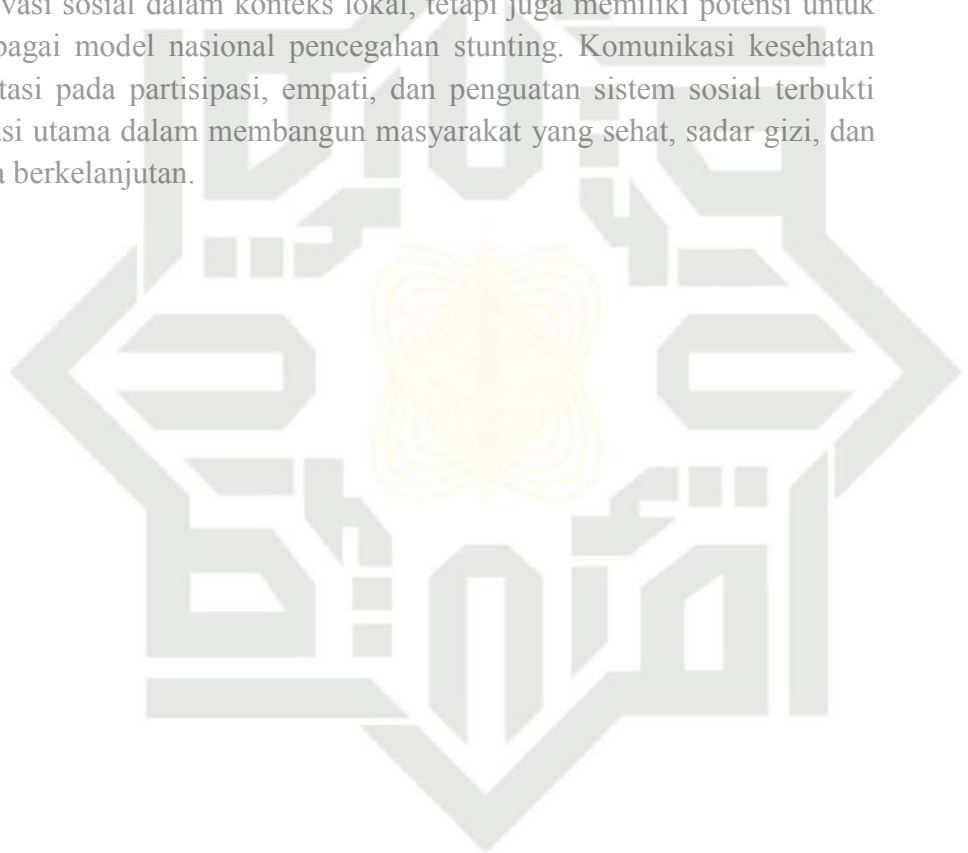 vasi sosial dalam konteks lokal, tetapi juga memiliki potensi untuk
bagai model nasional pencegahan stunting. Komunikasi kesehatan
tasi pada partisipasi, empati, dan penguatan sistem sosial terbukti
si utama dalam membangun masyarakat yang sehat, sadar gizi, dan
a berkelanjutan.